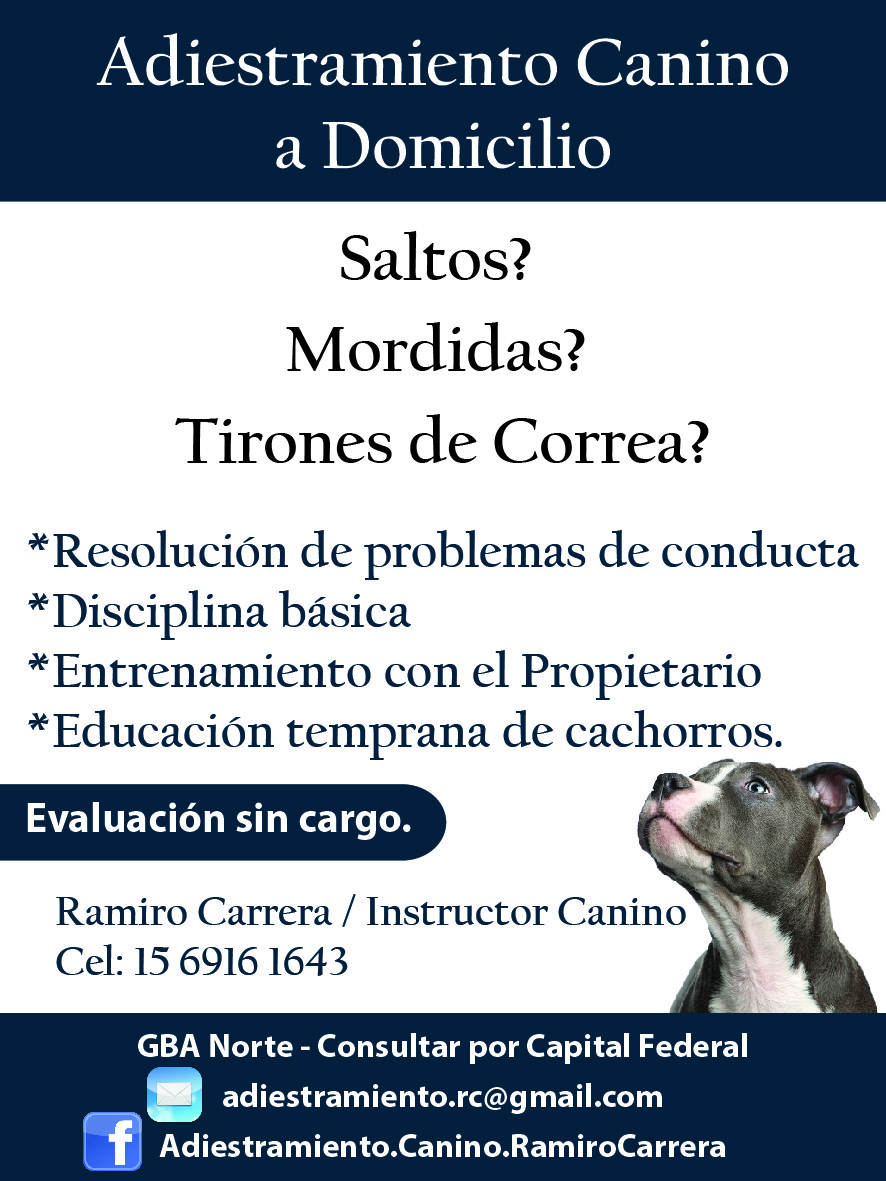 Adiestramiento Canino
a Domicilio
Saltos?
Mordidas?
Tirones de Correa?
*Resolución de problemas de conducta
*Disciplina básica
*Entrenamiento con el Propietario
*Educación temprana de cachorros.
Evaluación sin cargo.
Ramiro Carrera / Instructor Canino
Cel: 15 6916 1643
GBA Norte - Consultar por Capital Federal
adiestramiento.rc@gmail.com
f Adiestramiento.Canino.RamiroCarrera